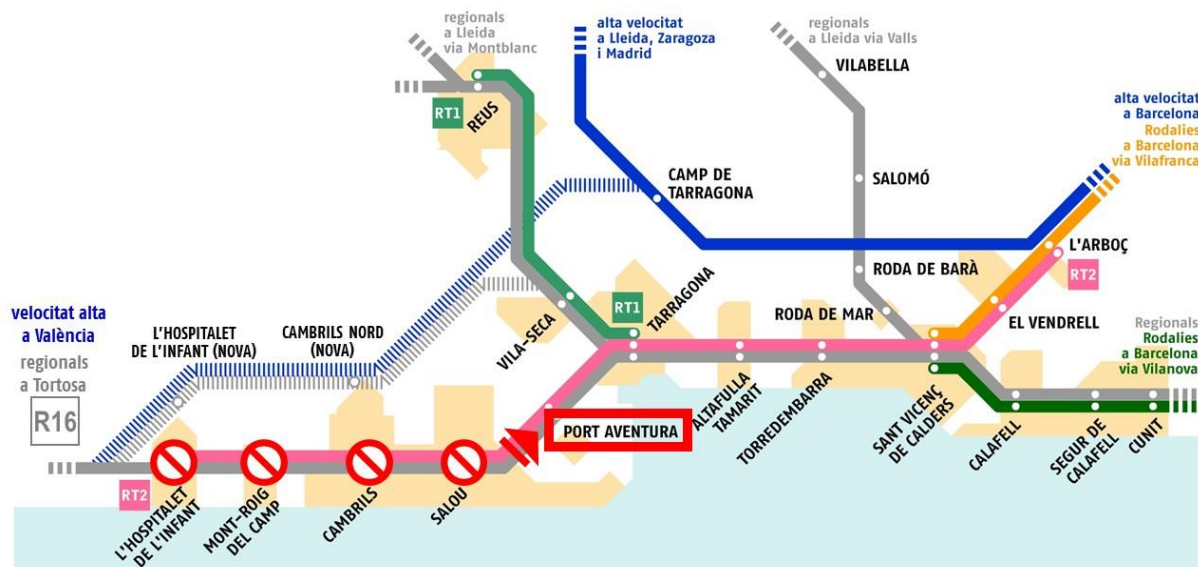 regionals
a Lleida
via Montblanc
alta velocitat
a Lleida, Zaragoza
i Madrid
regionals
a Lleida via Valls
VILABELLA
alta velocitat
a Barcelona
Rodalies
a Barcelona
via Vilafranca
RT1
REUS
CAMP DE
TARRAGONA
SALOMÓ
L'ARBOÇ
RT2
RODA DE BARÀ
RODA DE MAR
EL VENDRELL
velocitat alta
a València
regionals
a Tortosa
R16
L'HOSPITALET
DE L'INFANT (NOVA)
CAMBRILS NORD
(NOVA)
VILA-SECA
RT1
TARRAGONA
Regionals
Rodalies
a Barcelona
via Vilanova
PORT AVENTURA
ALTAFULLA
TAMARIT
TORREDEMBARRA
SANT VICENÇ
DE CALDERS
CALAFELL
SEGUR DE
CALAFELL
CUNIT
RT2
L'HOSPITALET
DE L'INFANT
MONT-ROIG
DEL CAMP
CAMBRILS
SALOU